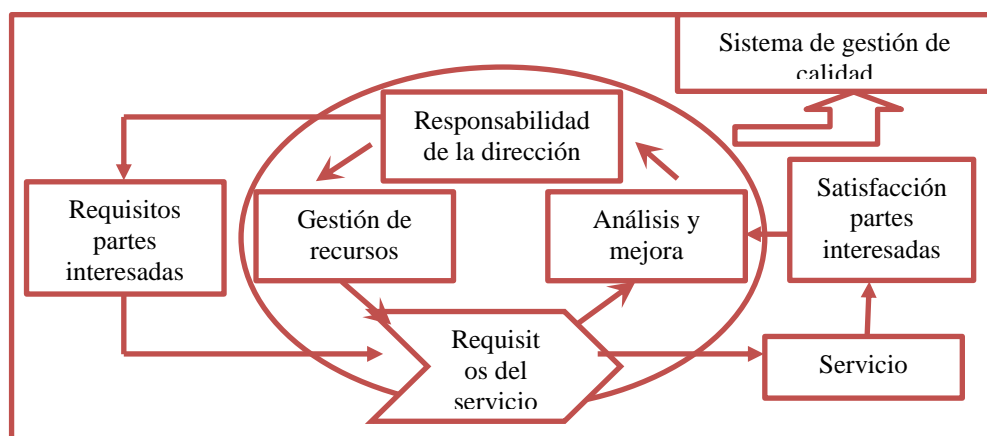 Sistema de gestión de
calidad
Responsabilidad
de la dirección
Requisitos
partes
interesadas
Gestión de
recursos
Análisis y
mejora
Satisfacción
partes
interesadas
Requisit
os del
servicio
Servicio